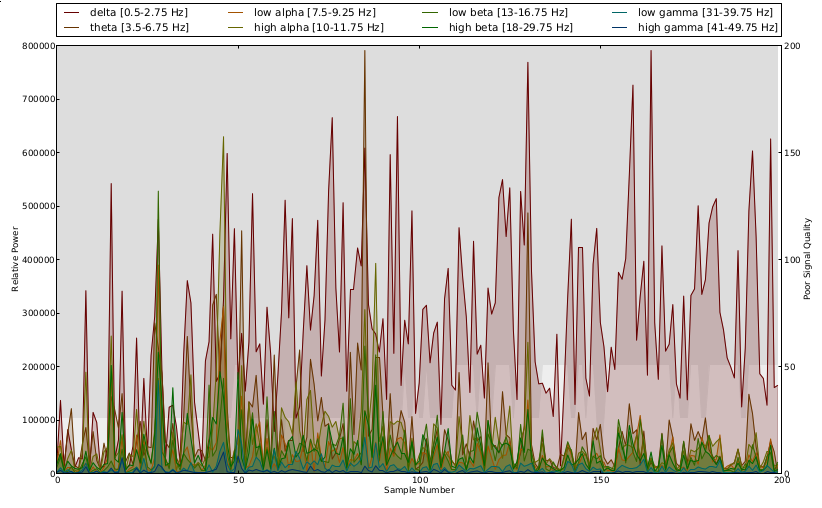 delta [0.5-2.75 Hz] low alpha [7.5-9.25 Hz] low beta [13-16.75 Hz] low gamma [31-39.75 Hz]
theta [3.5-6.75 Hz] high alpha [10-11.75 Hz] high beta [18-29.75 Hz] high gamma [41-49.75 Hz]
800000 200
700000
600000 150
500000
Relative Power
400000 100
Poor Signal Quality
300000
200000 50
100000
0 0
0 50 100 150 200
Sample Number